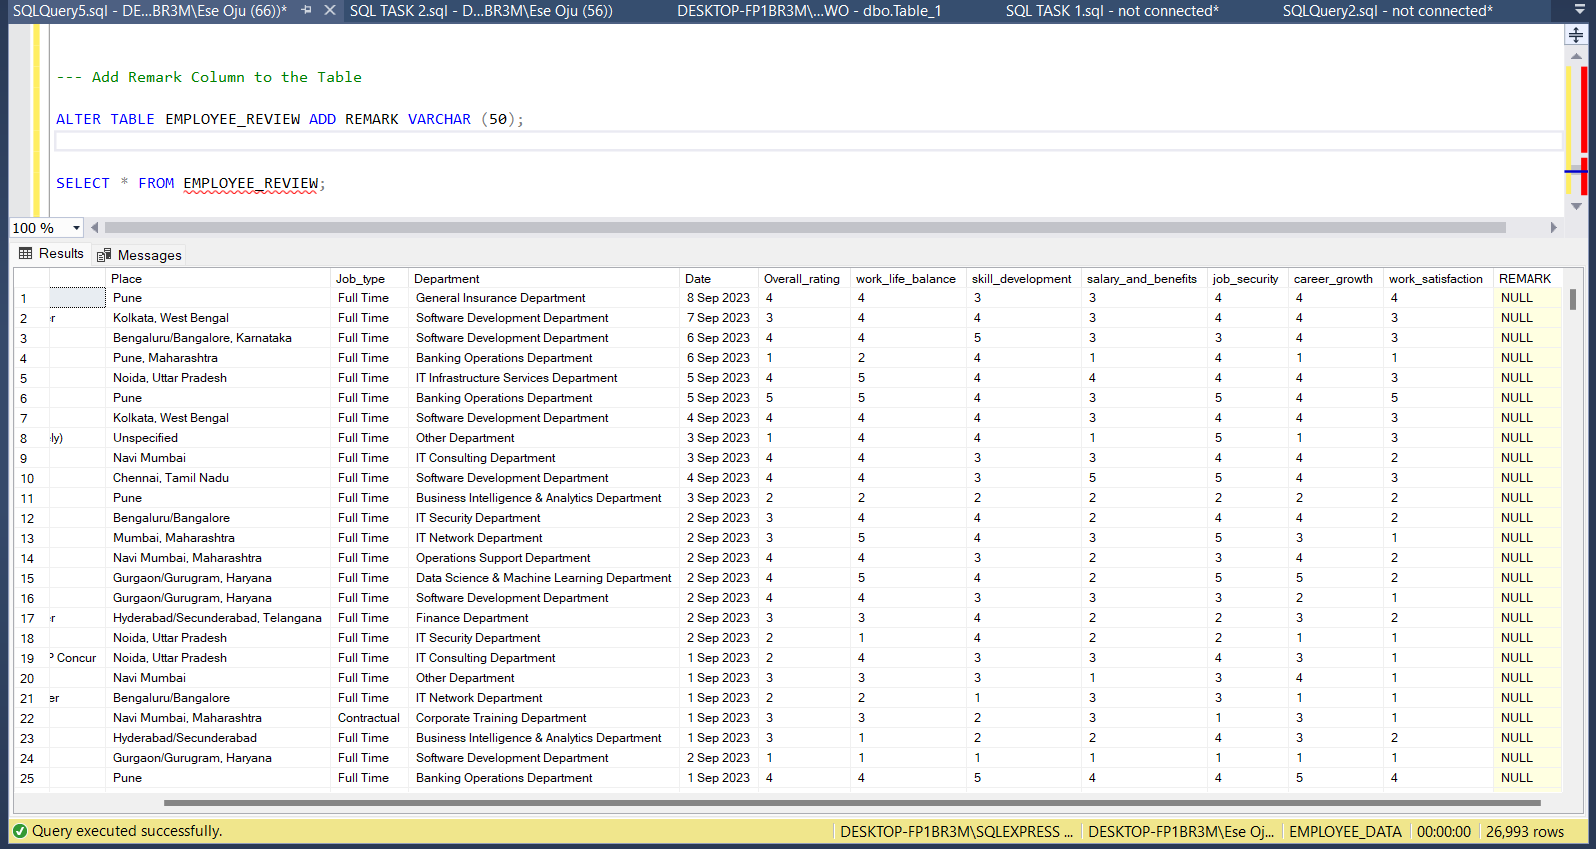 SQLQuery5.sql - DE...BR3M\Ese Oju (66))* SQL TASK 2.sql - D...BR3M\Ese Oju (56)) DESKTOP-FP1BR3M\...WO - dbo.Table_1 SQL TASK 1.sql - not connected* SQLQuery2.sql - not connected*
--- Add Remark Column to the Table
ALTER TABLE EMPLOYEE_REVIEW ADD REMARK VARCHAR (50);
SELECT * FROM EMPLOYEE_REVIEW;
100 %
Results Messages
Place Job_type Department Date Overall_rating work_life_balance skill_development salary_and_benefits job_security career_growth work_satisfaction REMARK
1 Pune Full Time General Insurance Department 8 Sep 2023 4 4 3 3 4 4 4 NULL
2 er Kolkata, West Bengal Full Time Software Development Department 7 Sep 2023 3 4 4 3 4 4 3 NULL
3 Bengaluru/Bangalore, Karnataka Full Time Software Development Department 6 Sep 2023 4 4 5 3 3 4 3 NULL
4 Pune, Maharashtra Full Time Banking Operations Department 6 Sep 2023 1 2 4 1 4 1 1 NULL
5 Noida, Uttar Pradesh Full Time IT Infrastructure Services Department 5 Sep 2023 4 5 4 4 4 4 3 NULL
6 Pune Full Time Banking Operations Department 5 Sep 2023 5 5 4 3 5 4 5 NULL
7 Kolkata, West Bengal Full Time Software Development Department 4 Sep 2023 4 4 4 3 4 4 3 NULL
8 ly) Unspecified Full Time Other Department 3 Sep 2023 1 4 4 1 5 1 3 NULL
9 Navi Mumbai Full Time IT Consulting Department 3 Sep 2023 4 4 3 3 4 4 2 NULL
10 Chennai, Tamil Nadu Full Time Software Development Department 4 Sep 2023 4 4 3 5 5 4 3 NULL
11 Pune Full Time Business Intelligence & Analytics Department 3 Sep 2023 2 2 2 2 2 2 2 NULL
12 Bengaluru/Bangalore Full Time IT Security Department 2 Sep 2023 3 4 4 2 4 4 2 NULL
13 Mumbai, Maharashtra Full Time IT Network Department 2 Sep 2023 3 5 4 3 5 3 1 NULL
14 Navi Mumbai, Maharashtra Full Time Operations Support Department 2 Sep 2023 4 4 3 2 3 4 2 NULL
15 Gurgaon/Gurugram, Haryana Full Time Data Science & Machine Learning Department 2 Sep 2023 4 5 4 2 5 5 2 NULL
16 Gurgaon/Gurugram, Haryana Full Time Software Development Department 2 Sep 2023 4 4 3 3 3 2 1 NULL
17 er Hyderabad/Secunderabad, Telangana Full Time Finance Department 2 Sep 2023 3 3 4 2 2 3 2 NULL
18 Noida, Uttar Pradesh Full Time IT Security Department 2 Sep 2023 2 1 4 2 2 1 1 NULL
19 P Concur Noida, Uttar Pradesh Full Time IT Consulting Department 1 Sep 2023 2 4 3 3 4 3 1 NULL
20 Navi Mumbai Full Time Other Department 1 Sep 2023 3 3 3 1 3 4 1 NULL
21 er Bengaluru/Bangalore Full Time IT Network Department 1 Sep 2023 2 2 1 3 3 1 1 NULL
22 Navi Mumbai, Maharashtra Contractual Corporate Training Department 1 Sep 2023 3 3 2 3 1 3 1 NULL
23 Hyderabad/Secunderabad Full Time Business Intelligence & Analytics Department 1 Sep 2023 3 1 2 2 4 3 2 NULL
24 Gurgaon/Gurugram, Haryana Full Time Software Development Department 2 Sep 2023 1 1 1 1 1 1 1 NULL
25 Pune Full Time Banking Operations Department 1 Sep 2023 4 4 5 4 4 5 4 NULL
Query executed successfully. DESKTOP-FP1BR3M\SQLEXPRESS ... DESKTOP-FP1BR3M\Ese Oj... EMPLOYEE_DATA 00:00:00 26,993 rows